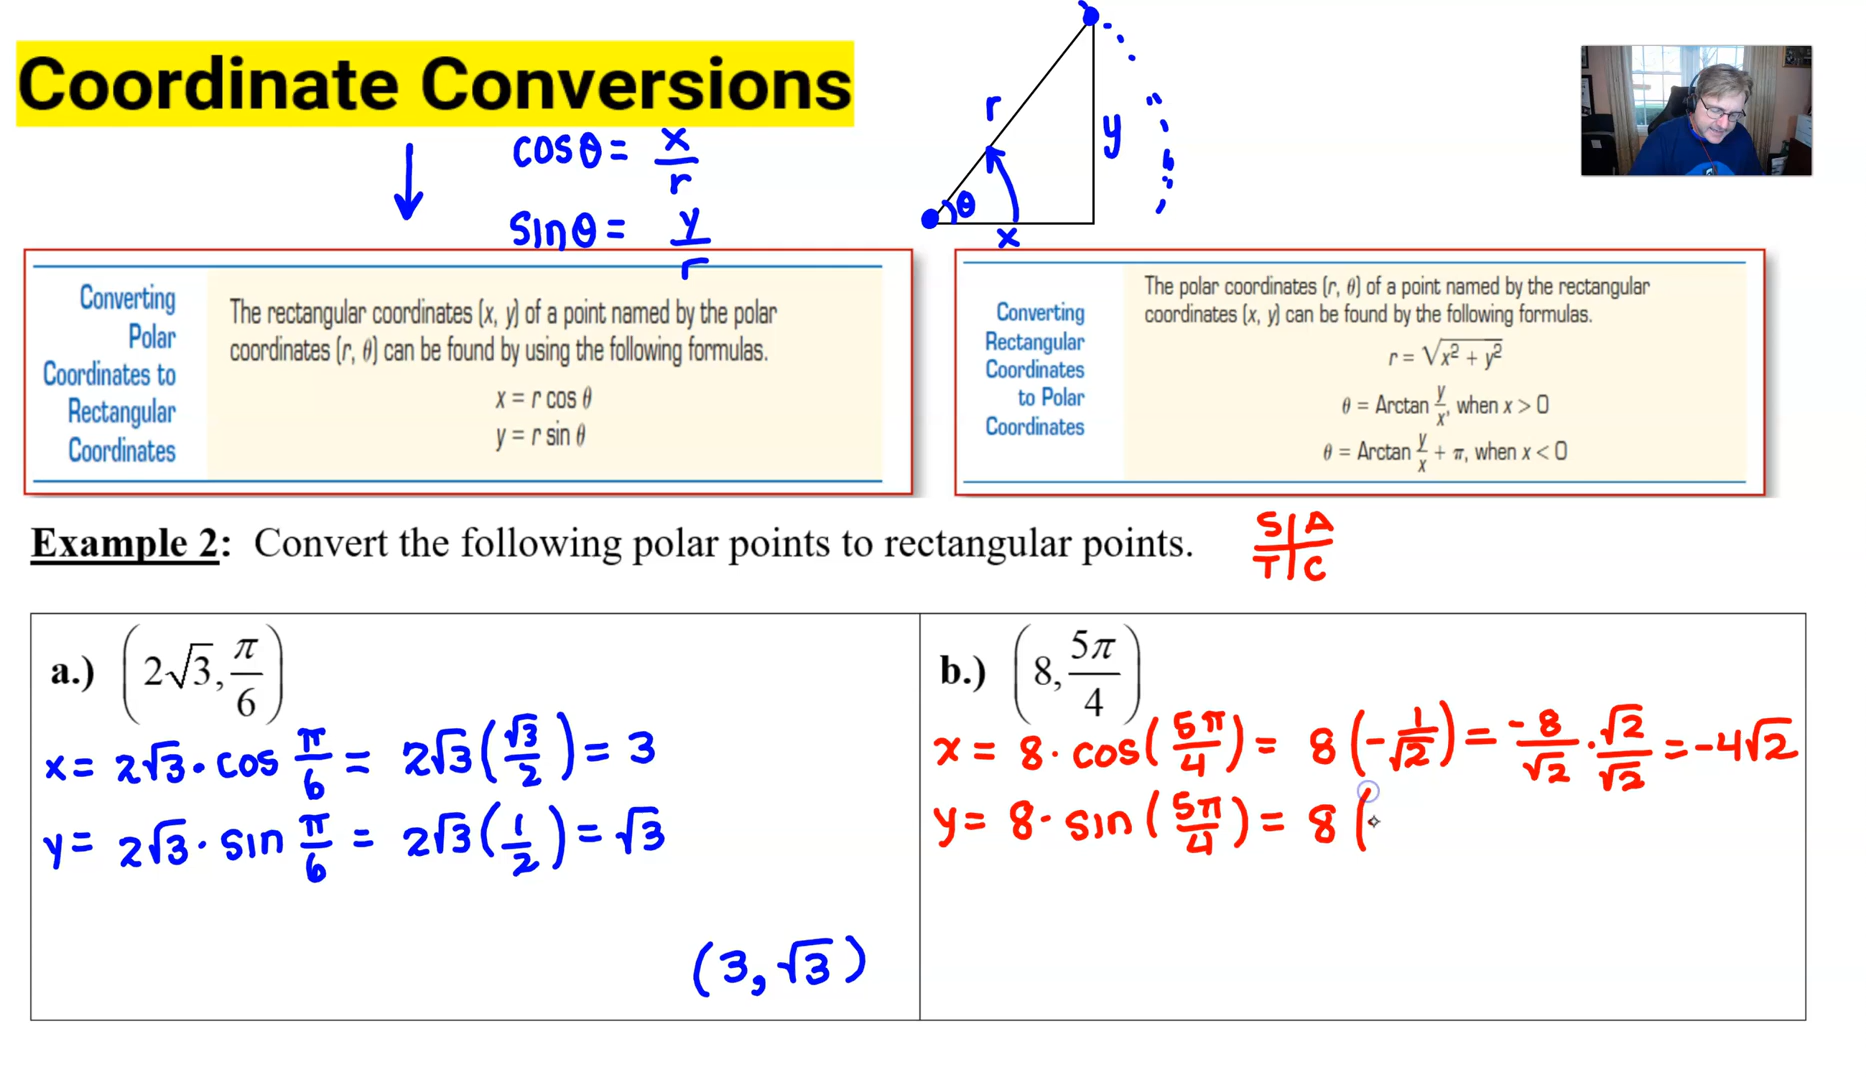 Coordinate Conversions
cosθ = x/r
sinθ = y/r
r
y
θ
x
Converting
Polar
Coordinates to
Rectangular
Coordinates
The rectangular coordinates (x, y) of a point named by the polar
coordinates (r, θ) can be found by using the following formulas.
x = r cos θ
y = r sin θ
Converting
Rectangular
Coordinates
to Polar
Coordinates
The polar coordinates (r, θ) of a point named by the rectangular
coordinates (x, y) can be found by the following formulas.
r = √(x² + y²)
θ = Arctan y/x, when x > 0
θ = Arctan y/x + π, when x < 0
Example 2: Convert the following polar points to rectangular points.
S A
T C
a.) (2√3, π/6)
x = 2√3 · cos π/6 = 2√3 (√3/2) = 3
y = 2√3 · sin π/6 = 2√3 (1/2) = √3
(3, √3)
b.) (8, 5π/4)
x = 8 · cos(5π/4) = 8 (-1/√2) = -8/√2 · √2/√2 = -4√2
y = 8 · sin(5π/4) = 8 (